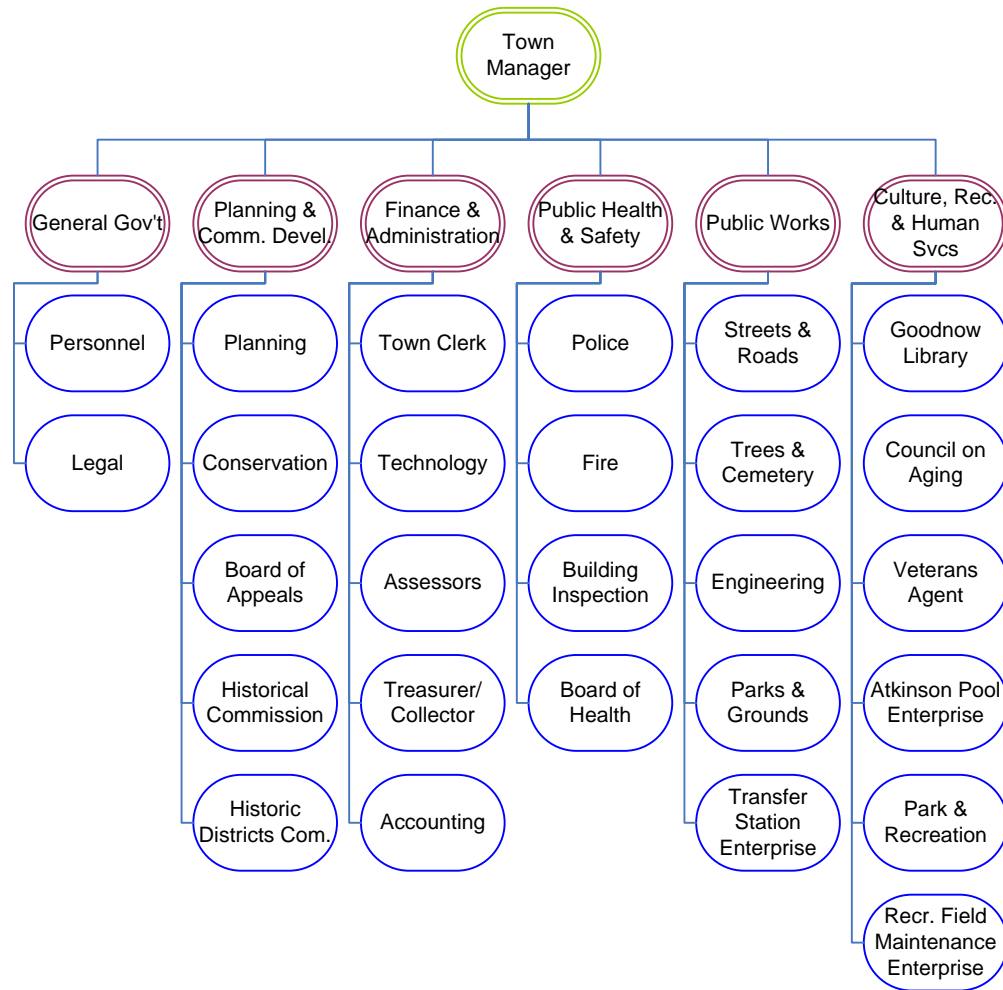 Town
Manager
General Gov't
Planning &
Comm. Devel.
Finance &
Administration
Public Health
& Safety
Public Works
Culture, Rec.
& Human
Svcs
Personnel
Legal
Planning
Conservation
Board of
Appeals
Historical
Commission
Historic
Districts Com.
Town Clerk
Technology
Assessors
Treasurer/
Collector
Accounting
Police
Fire
Building
Inspection
Board of
Health
Streets &
Roads
Trees &
Cemetery
Engineering
Parks &
Grounds
Transfer
Station
Enterprise
Goodnow
Library
Council on
Aging
Veterans
Agent
Atkinson Pool
Enterprise
Park &
Recreation
Recr. Field
Maintenance
Enterprise